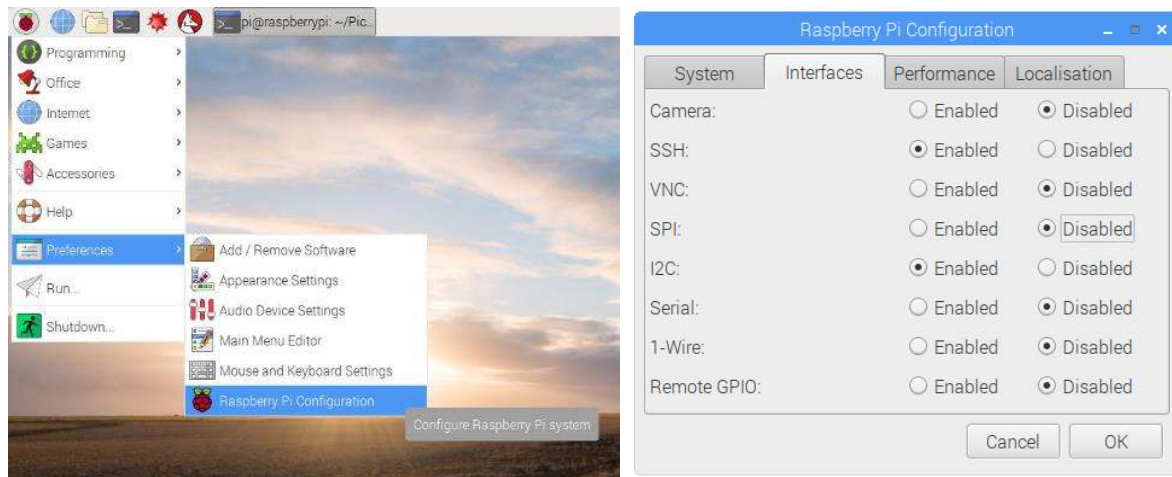 pi@raspberrypi: ~/Pic...
Programming
Office
Internet
Games
Accessories
Help
Preferences
Run...
Shutdown...
Add / Remove Software
Appearance Settings
Audio Device Settings
Main Menu Editor
Mouse and Keyboard Settings
Raspberry Pi Configuration
Configure Raspberry Pi system
Raspberry Pi Configuration
System Interfaces Performance Localisation
Camera: Enabled Disabled
SSH: Enabled Disabled
VNC: Enabled Disabled
SPI: Enabled Disabled
I2C: Enabled Disabled
Serial: Enabled Disabled
1-Wire: Enabled Disabled
Remote GPIO: Enabled Disabled
Cancel OK